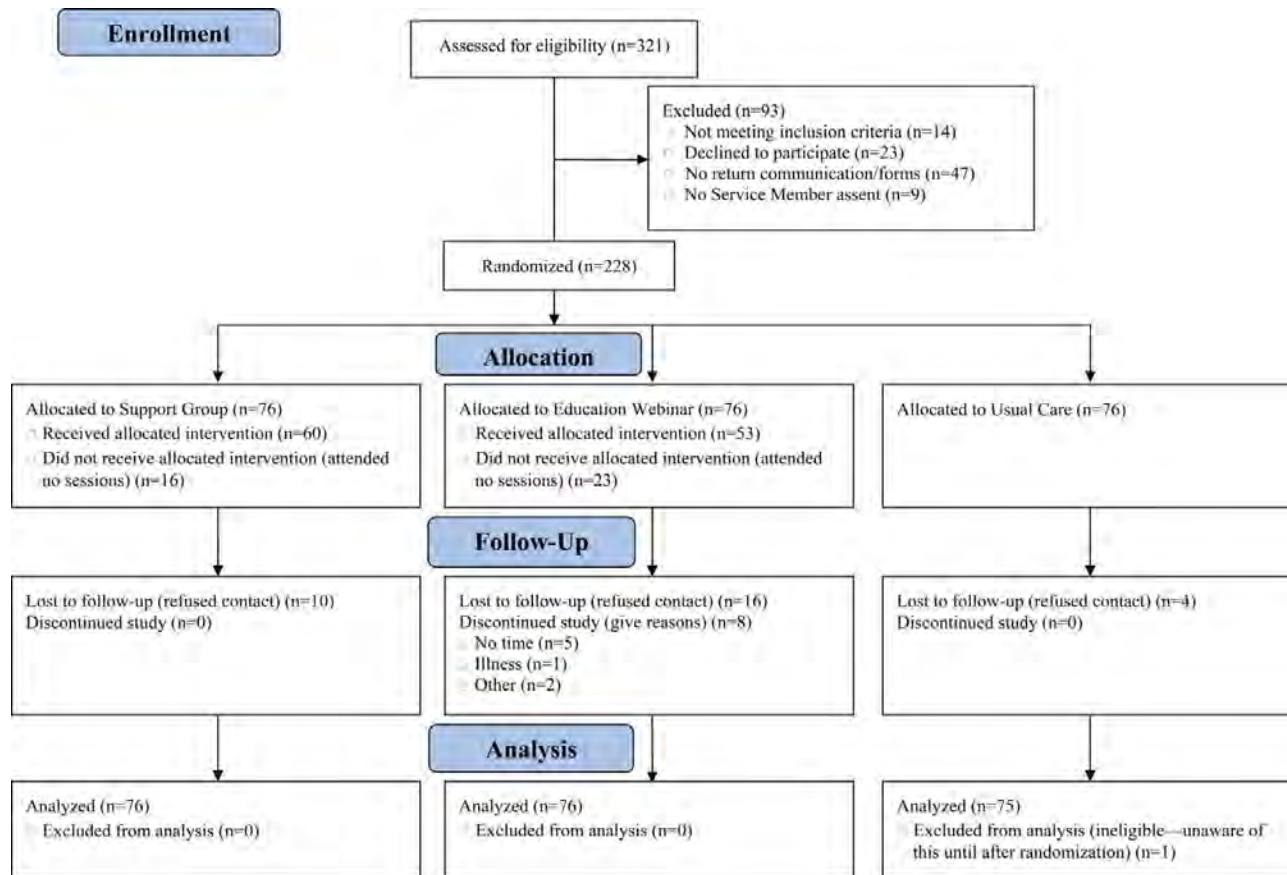 Enrollment
Assessed for eligibility (n=321)
Excluded (n=93)
Not meeting inclusion criteria (n=14)
Declined to participate (n=23)
No return communication/forms (n=47)
No Service Member assent (n=9)
Randomized (n=228)
Allocation
Allocated to Support Group (n=76)
Received allocated intervention (n=60)
Did not receive allocated intervention (attended
no sessions) (n=16)
Allocated to Education Webinar (n=76)
Received allocated intervention (n=53)
Did not receive allocated intervention (attended
no sessions) (n=23)
Allocated to Usual Care (n=76)
Follow-Up
Lost to follow-up (refused contact) (n=10)
Discontinued study (n=0)
Lost to follow-up (refused contact) (n=16)
Discontinued study (give reasons) (n=8)
No time (n=5)
Illness (n=1)
Other (n=2)
Lost to follow-up (refused contact) (n=4)
Discontinued study (n=0)
Analysis
Analyzed (n=76)
Excluded from analysis (n=0)
Analyzed (n=76)
Excluded from analysis (n=0)
Analyzed (n=75)
Excluded from analysis (ineligible—unaware of
this until after randomization) (n=1)